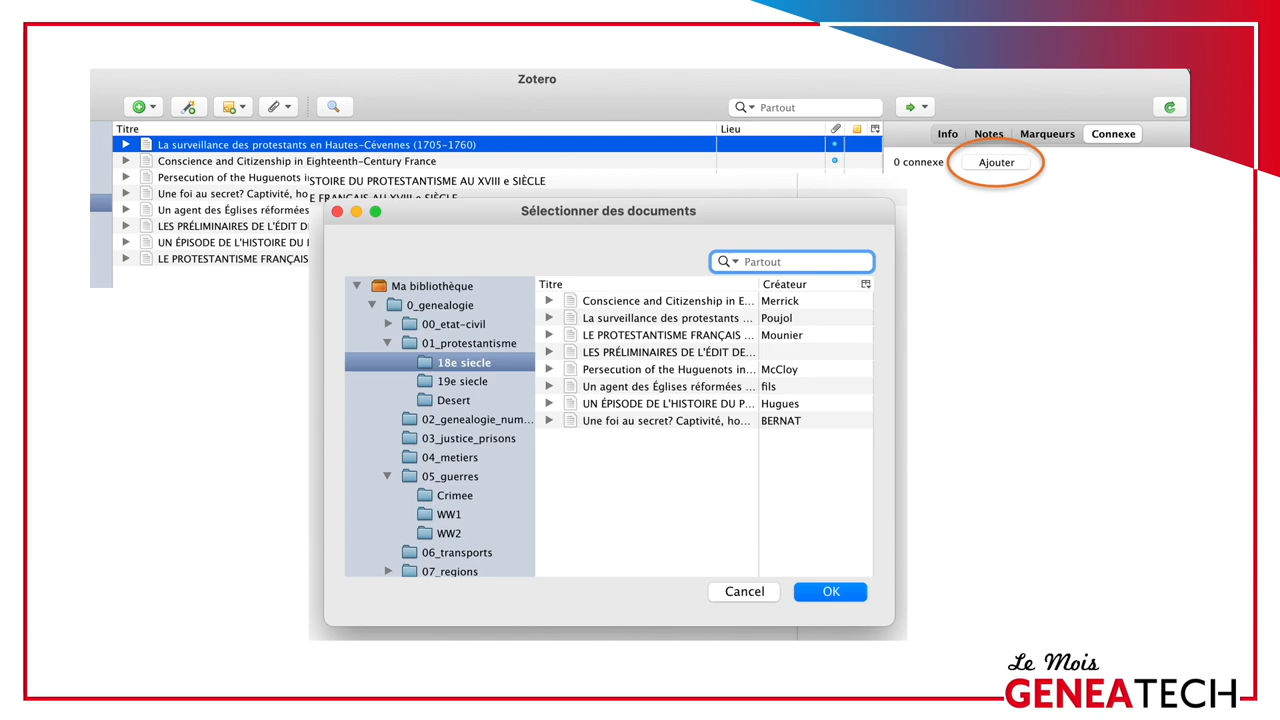 Zotero
Partout
Titre
Lieu
Info
Notes
Marqueurs
Connexe
La surveillance des protestants en Hautes-Cévennes (1705-1760)
Conscience and Citizenship in Eighteenth-Century France
0 connexe
Ajouter
Persecution of the Huguenots i
STOIRE DU PROTESTANTISME AU XVIII e SIÈCLE
Une foi au secret? Captivité, ho
E FRANÇAIS AU XVIII e SIÈCLE
Un agent des Églises réformées
LES PRÉLIMINAIRES DE L'ÉDIT D
UN ÉPISODE DE L'HISTOIRE DU
LE PROTESTANTISME FRANÇAIS
Sélectionner des documents
Partout
Ma bibliothèque
0_genealogie
00_etat-civil
01_protestantisme
18e siecle
19e siecle
Desert
02_genealogie_num...
03_justice_prisons
04_metiers
05_guerres
Crimee
WW1
WW2
06_transports
07_regions
Titre
Créateur
Conscience and Citizenship in E... Merrick
La surveillance des protestants ... Poujol
LE PROTESTANTISME FRANÇAIS ... Mounier
LES PRÉLIMINAIRES DE L'ÉDIT DE...
Persecution of the Huguenots in... McCloy
Un agent des Églises réformées ... fils
UN ÉPISODE DE L'HISTOIRE DU P... Hugues
Une foi au secret? Captivité, ho... BERNAT
Cancel
OK
Le Mois
GENEATECH